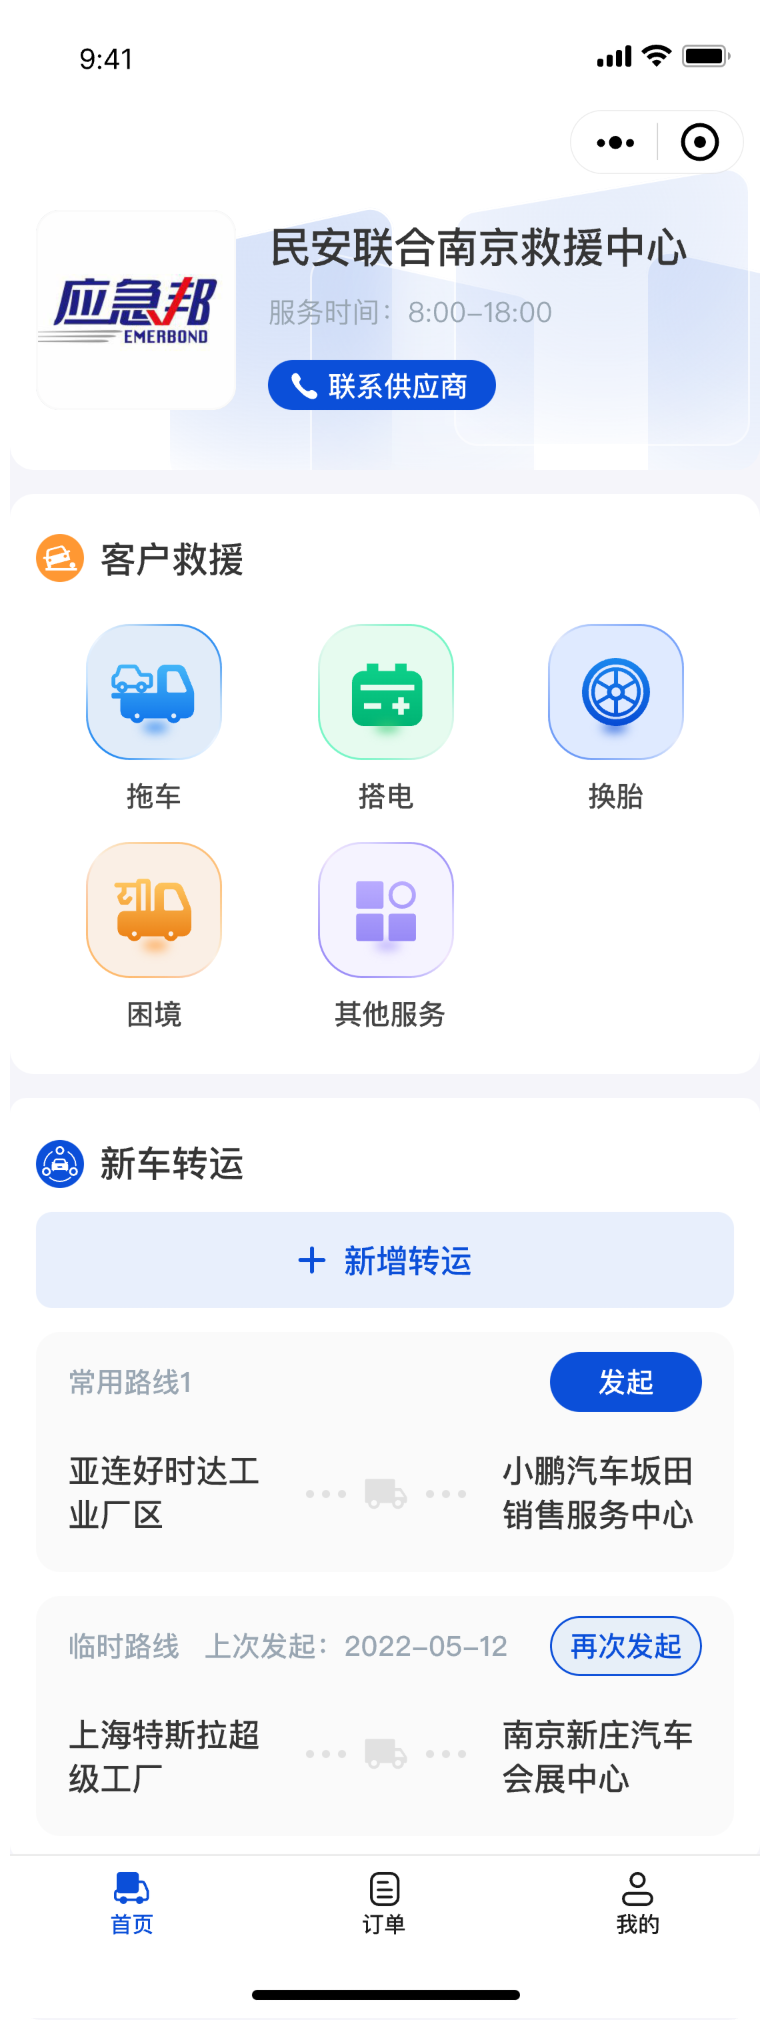 9:41
民安联合南京救援中心
服务时间：8:00-18:00
应急邦
EMERBOND
联系供应商
客户救援
拖车
搭电
换胎
困境
其他服务
新车转运
+ 新增转运
常用路线1
发起
亚连好时达工
业厂区
小鹏汽车坂田
销售服务中心
临时路线 上次发起：2022-05-12
再次发起
上海特斯拉超
级工厂
南京新庄汽车
会展中心
首页
订单
我的